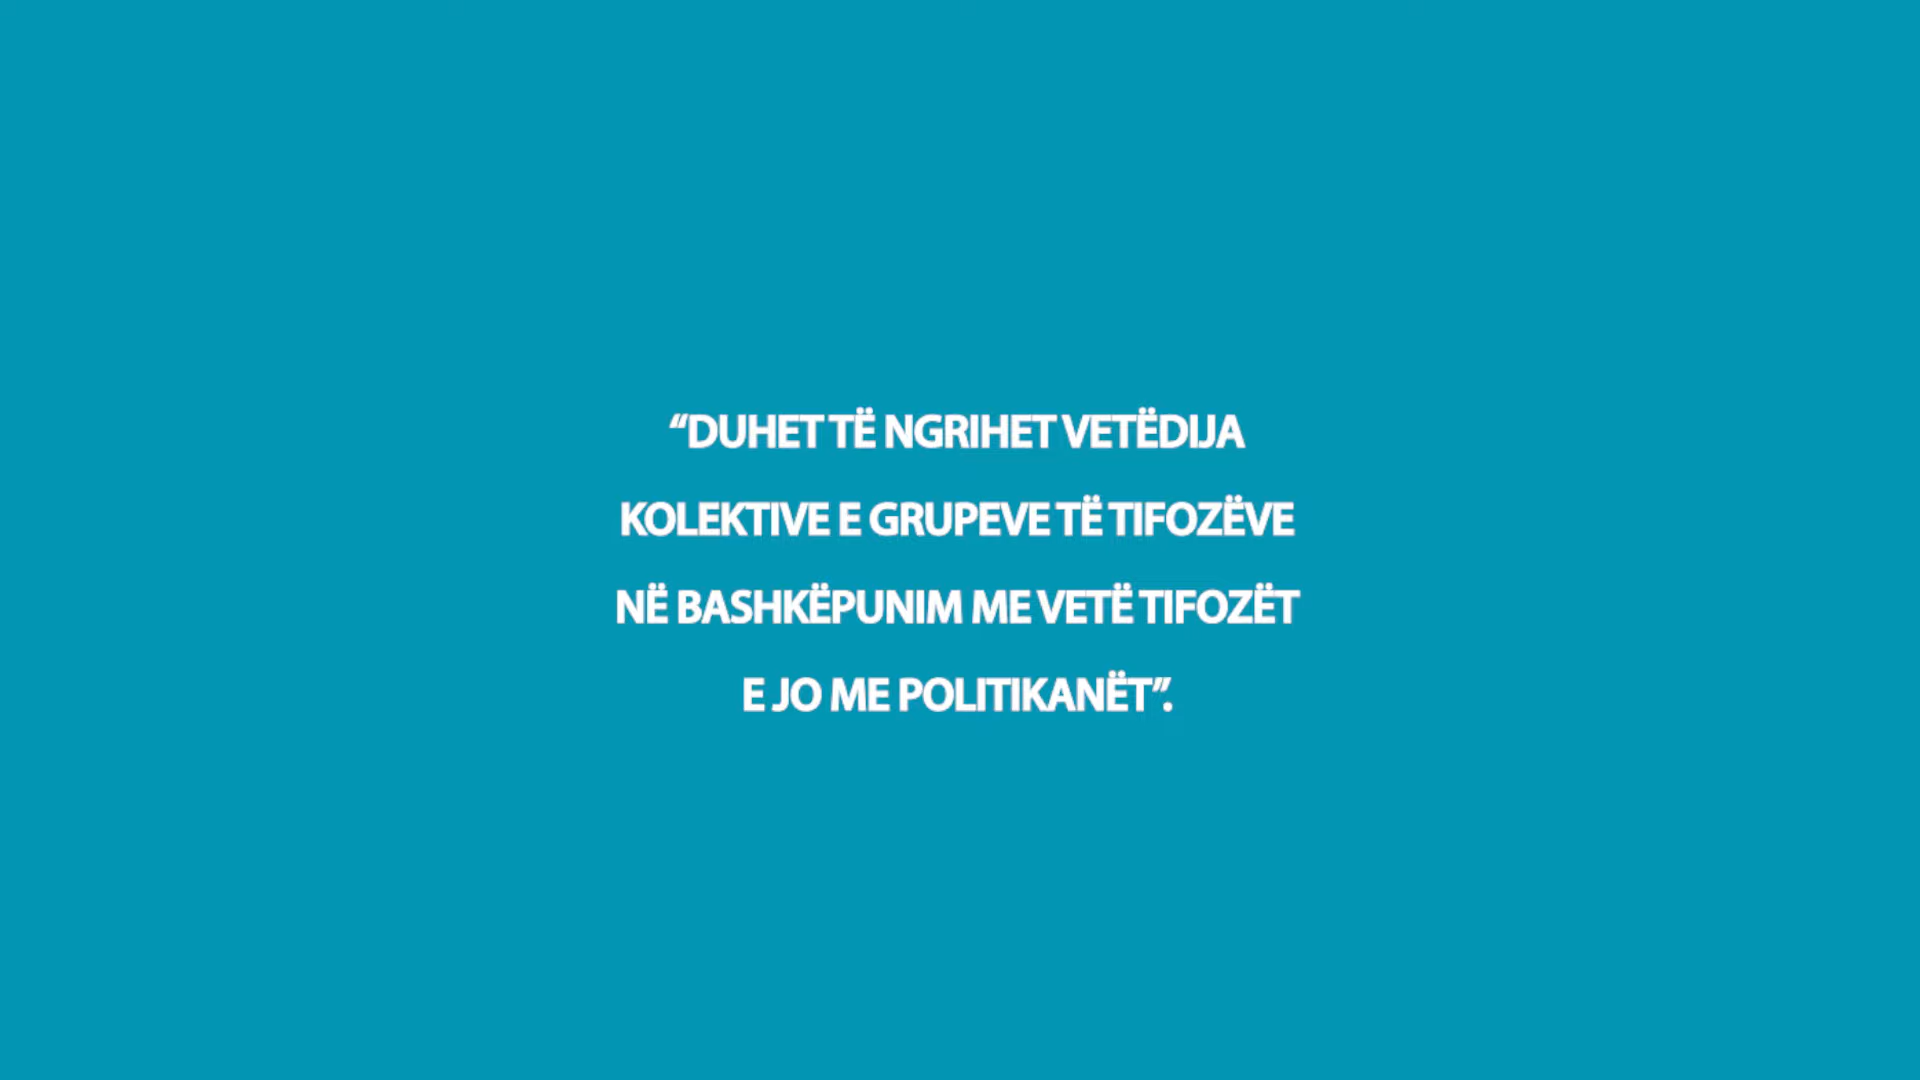 “DUHET TË NGRIHET VETËDIJA
KOLEKTIVE E GRUPEVE TË TIFOZËVE
NË BASHKËPUNIM ME VETË TIFOZËT
E JO ME POLITIKANËT”.